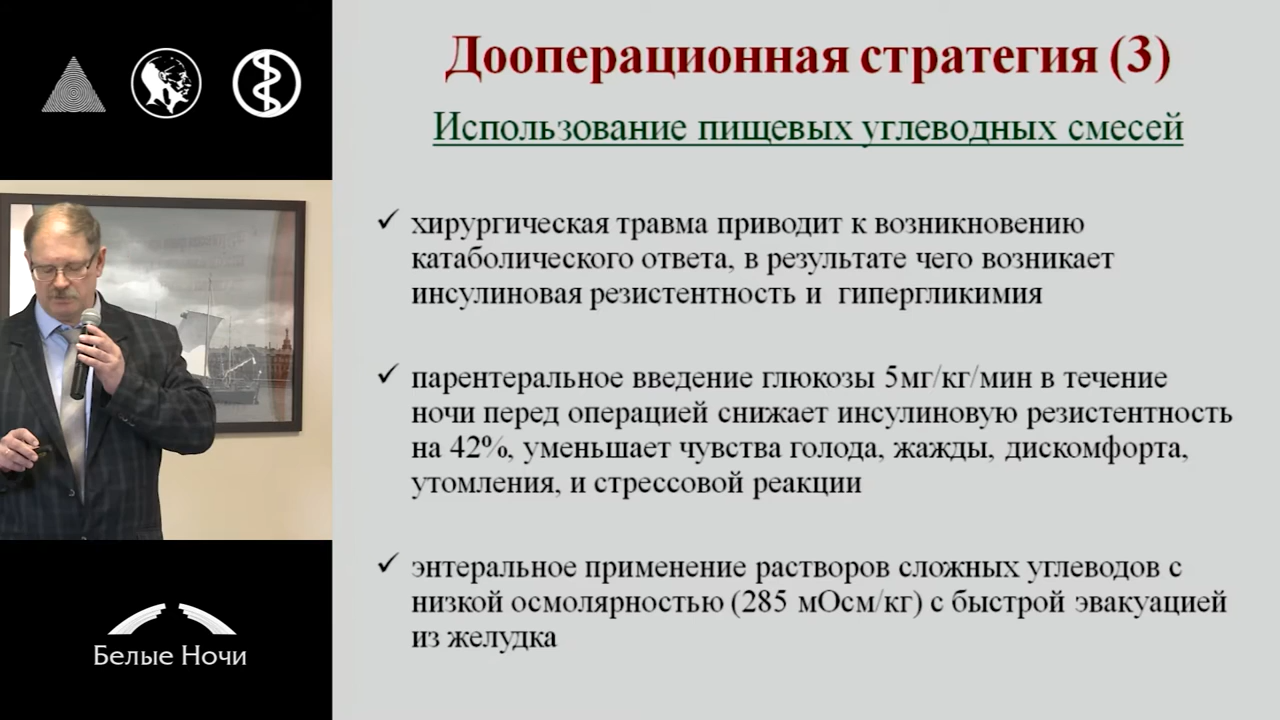 Дооперационная стратегия (3)
Использование пищевых углеводных смесей
хирургическая травма приводит к возникновению
катаболического ответа, в результате чего возникает
инсулиновая резистентность и гипергликимия
парентеральное введение глюкозы 5мг/кг/мин в течение
ночи перед операцией снижает инсулиновую резистентность
на 42%, уменьшает чувства голода, жажды, дискомфорта,
утомления, и стрессовой реакции
энтеральное применение растворов сложных углеводов с
низкой осмолярностью (285 мОсм/кг) с быстрой эвакуацией
из желудка
Белые Ночи